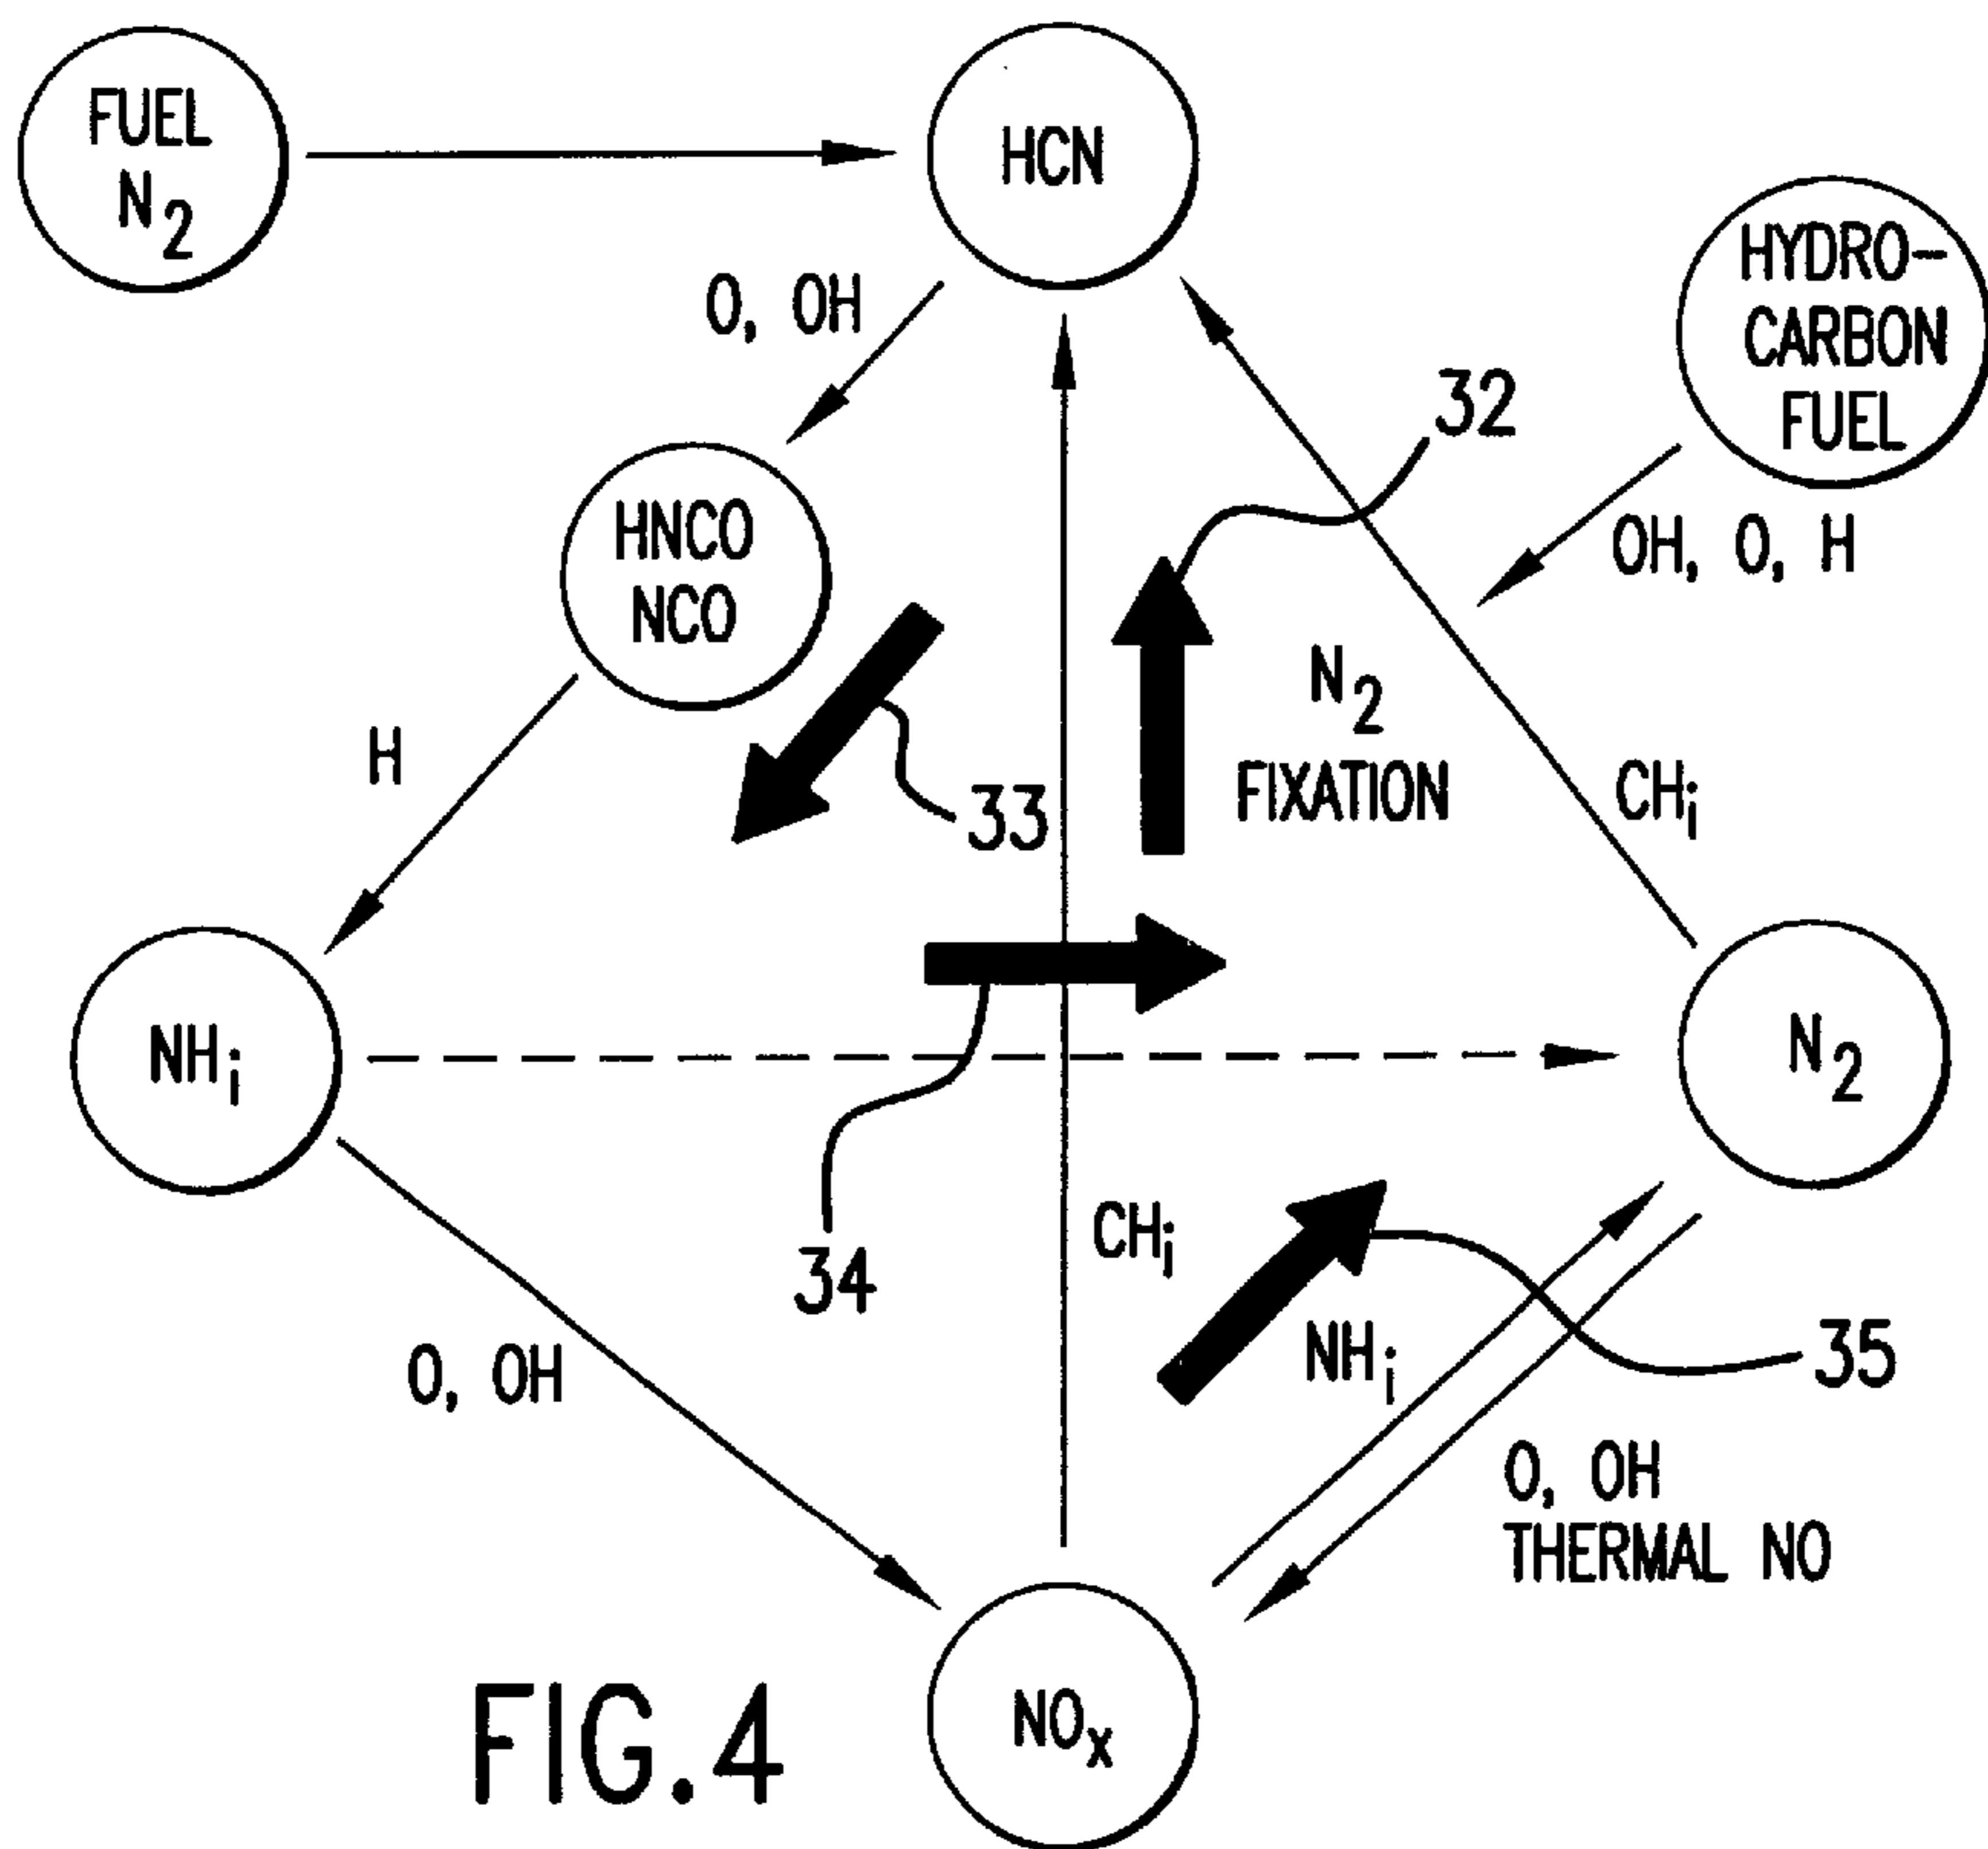 FUEL
N₂
HCN
HYDRO-
CARBON
FUEL
O, OH
32
OH, O, H
HNCO
NCO
N₂
FIXATION
H
33
CHᵢ
NHᵢ
N₂
34
CHᵢ
NHᵢ
35
O, OH
O, OH
THERMAL NO
NOₓ
FIG.4